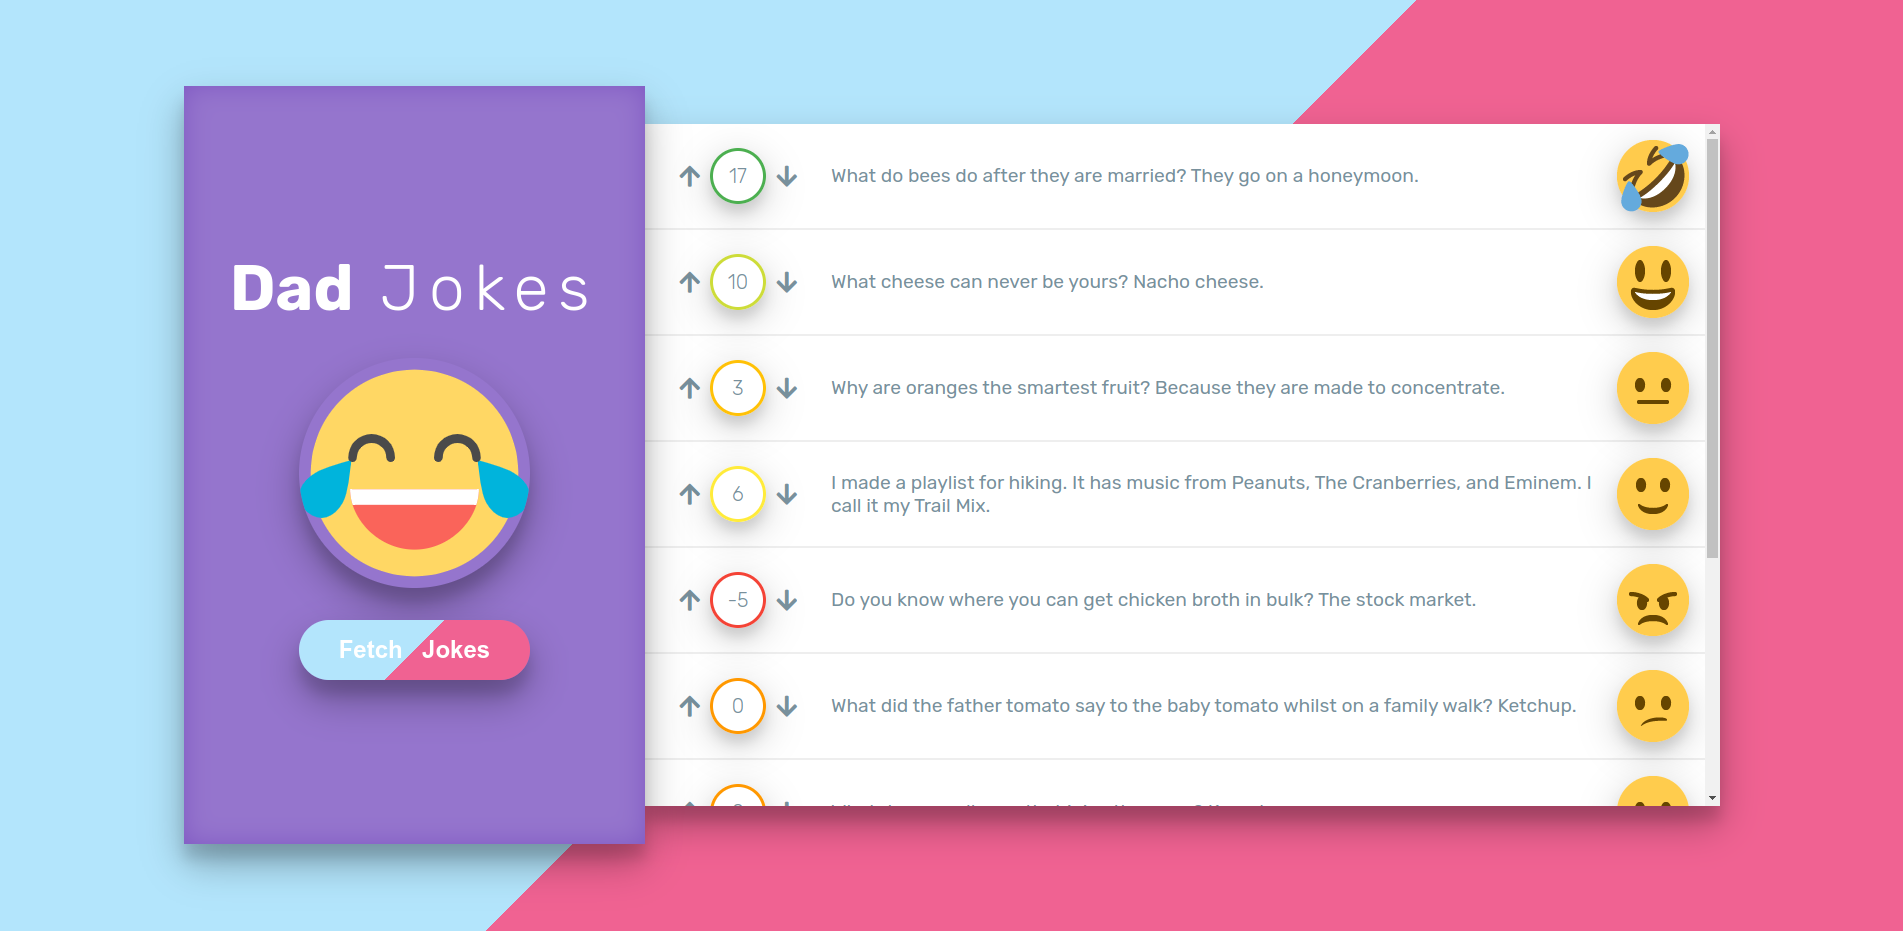 Dad Jokes
Fetch Jokes
17
What do bees do after they are married? They go on a honeymoon.
10
What cheese can never be yours? Nacho cheese.
3
Why are oranges the smartest fruit? Because they are made to concentrate.
6
I made a playlist for hiking. It has music from Peanuts, The Cranberries, and Eminem. I
call it my Trail Mix.
-5
Do you know where you can get chicken broth in bulk? The stock market.
0
What did the father tomato say to the baby tomato whilst on a family walk? Ketchup.